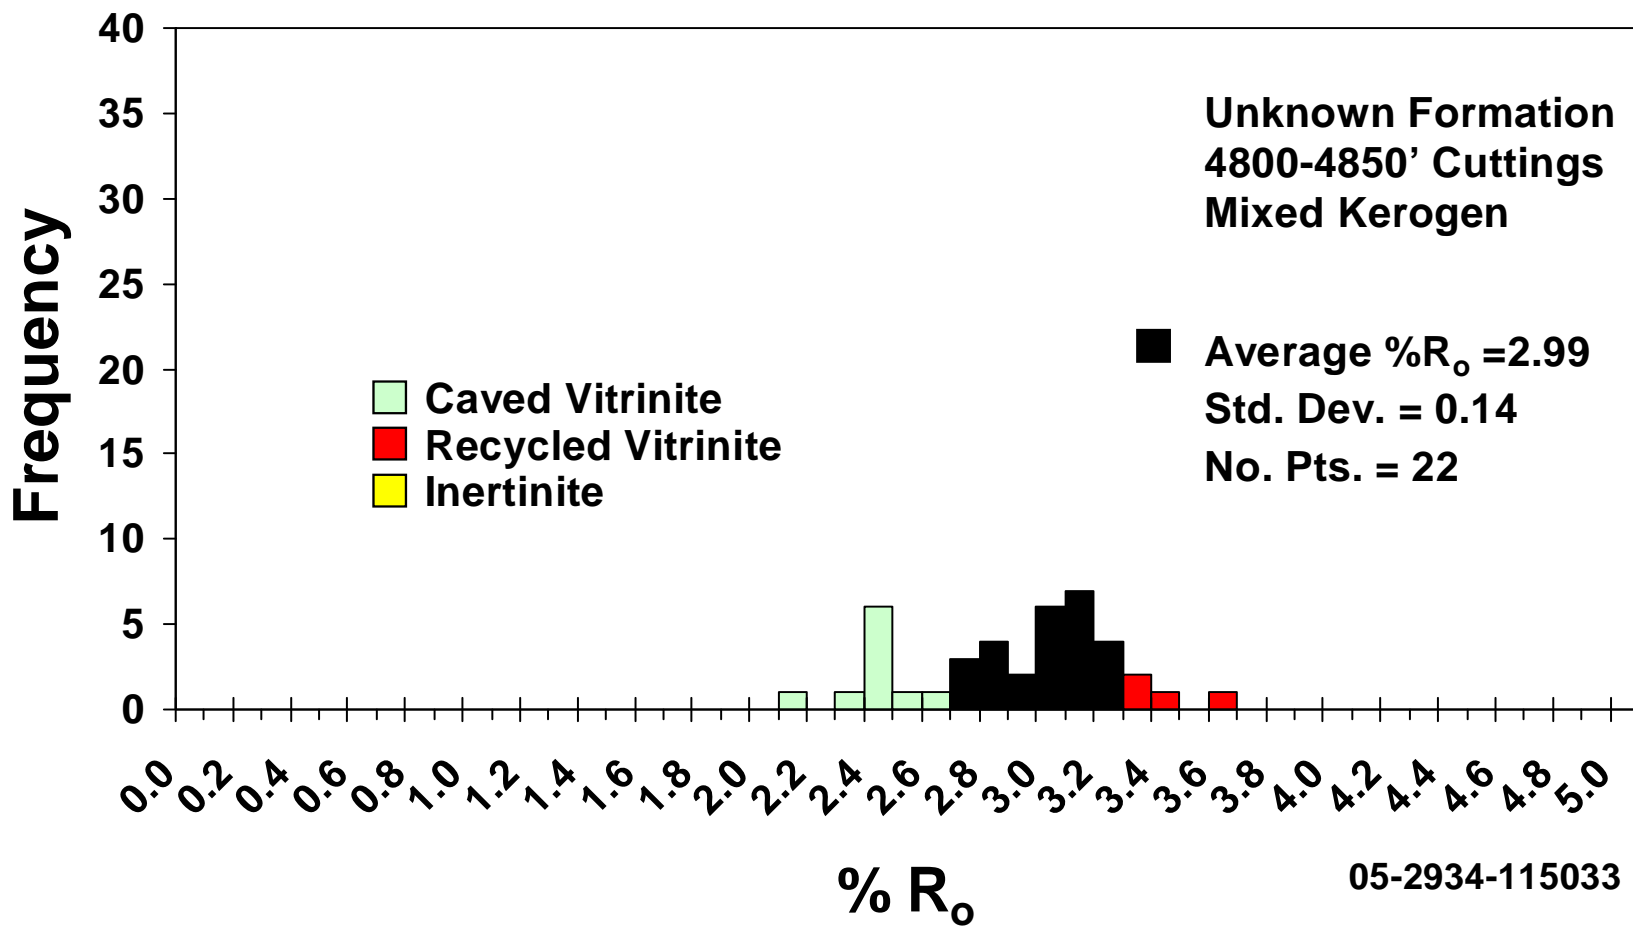 40
35
30
25
20
15
10
5
0
Frequency
Unknown Formation
4800-4850’ Cuttings
Mixed Kerogen
Average %Ro =2.99
Std. Dev. = 0.14
No. Pts. = 22
Caved Vitrinite
Recycled Vitrinite
Inertinite
0.0 0.2 0.4 0.6 0.8 1.0 1.2 1.4 1.6 1.8 2.0 2.2 2.4 2.6 2.8 3.0 3.2 3.4 3.6 3.8 4.0 4.2 4.4 4.6 4.8 5.0
% Ro
05-2934-115033